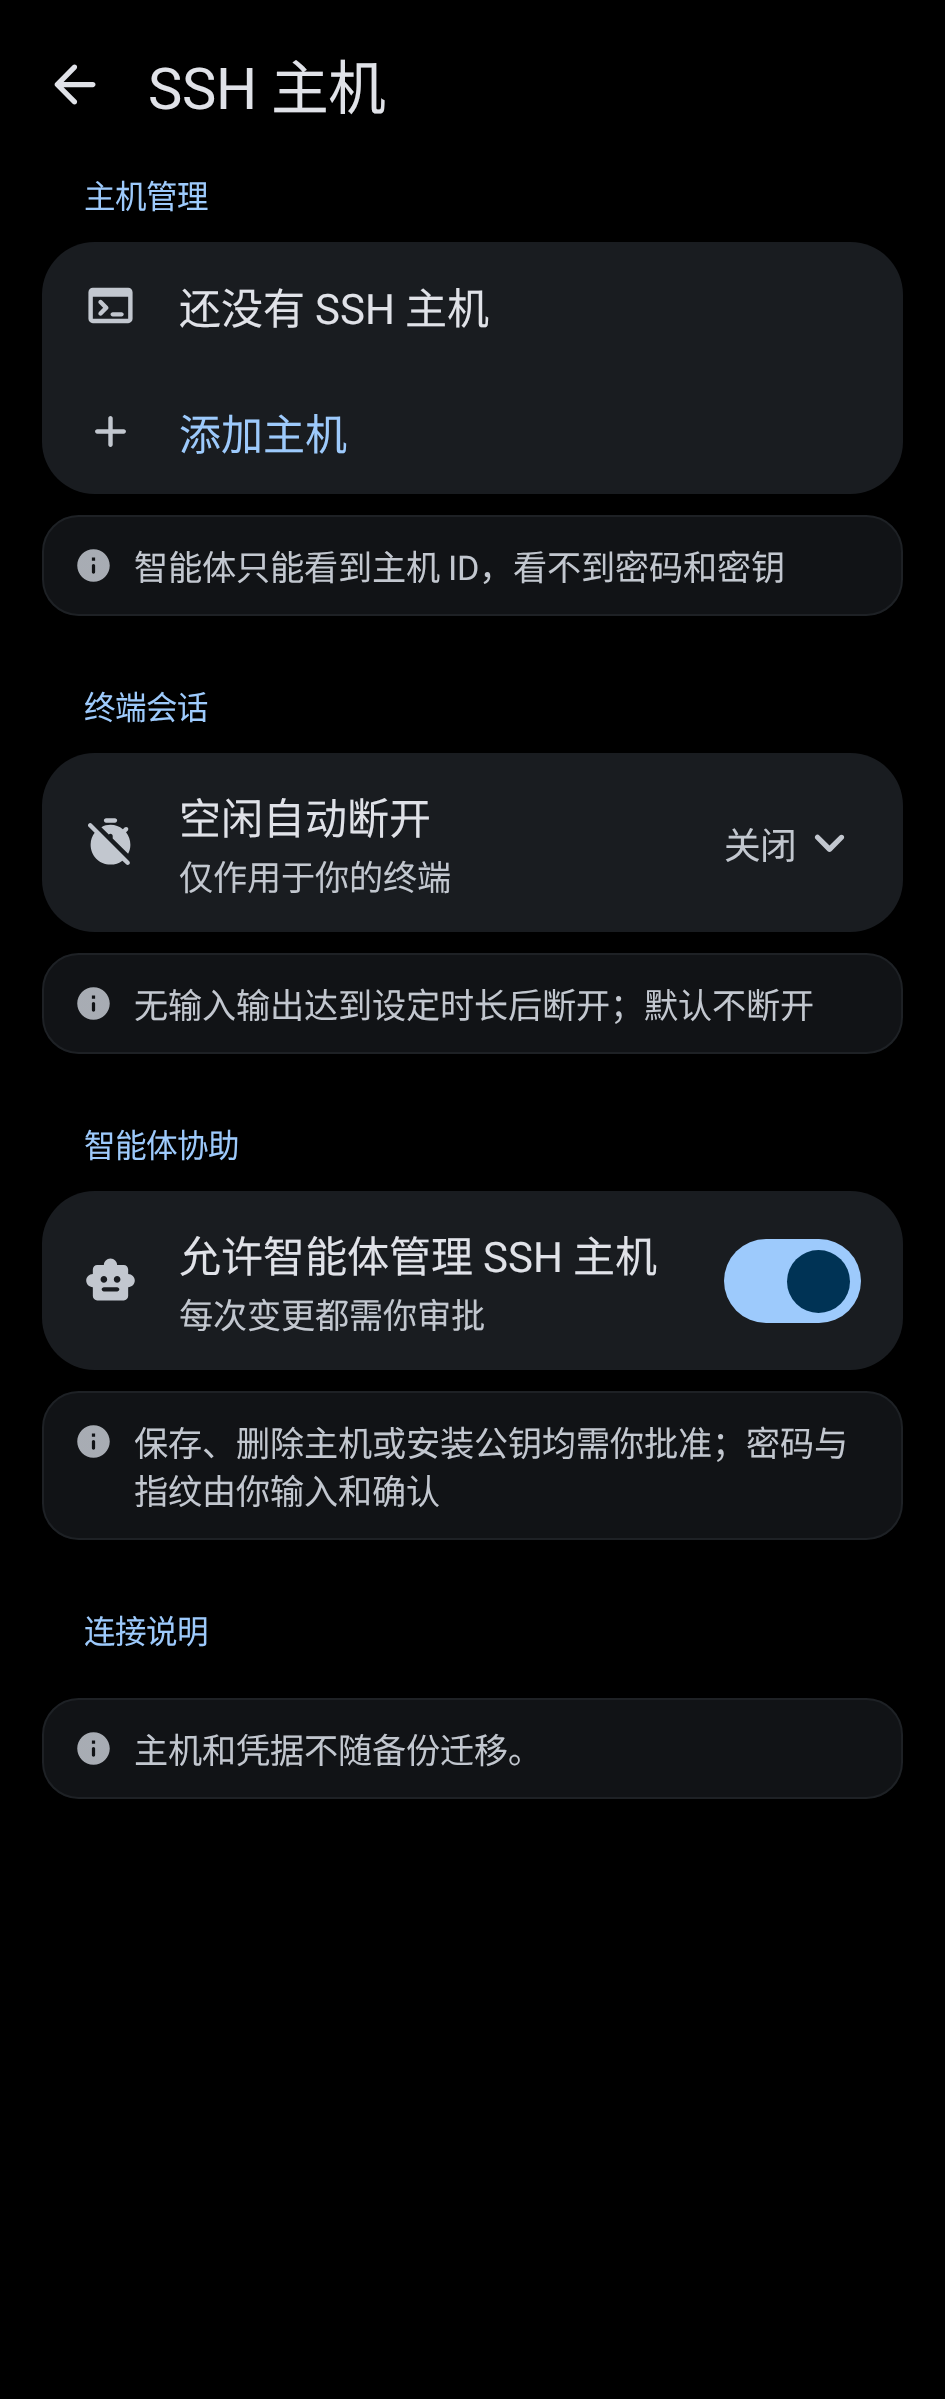 SSH 主机
主机管理
还没有 SSH 主机
添加主机
智能体只能看到主机 ID，看不到密码和密钥
终端会话
空闲自动断开
仅作用于你的终端
关闭
无输入输出达到设定时长后断开；默认不断开
智能体协助
允许智能体管理 SSH 主机
每次变更都需你审批
保存、删除主机或安装公钥均需你批准；密码与
指纹由你输入和确认
连接说明
主机和凭据不随备份迁移。